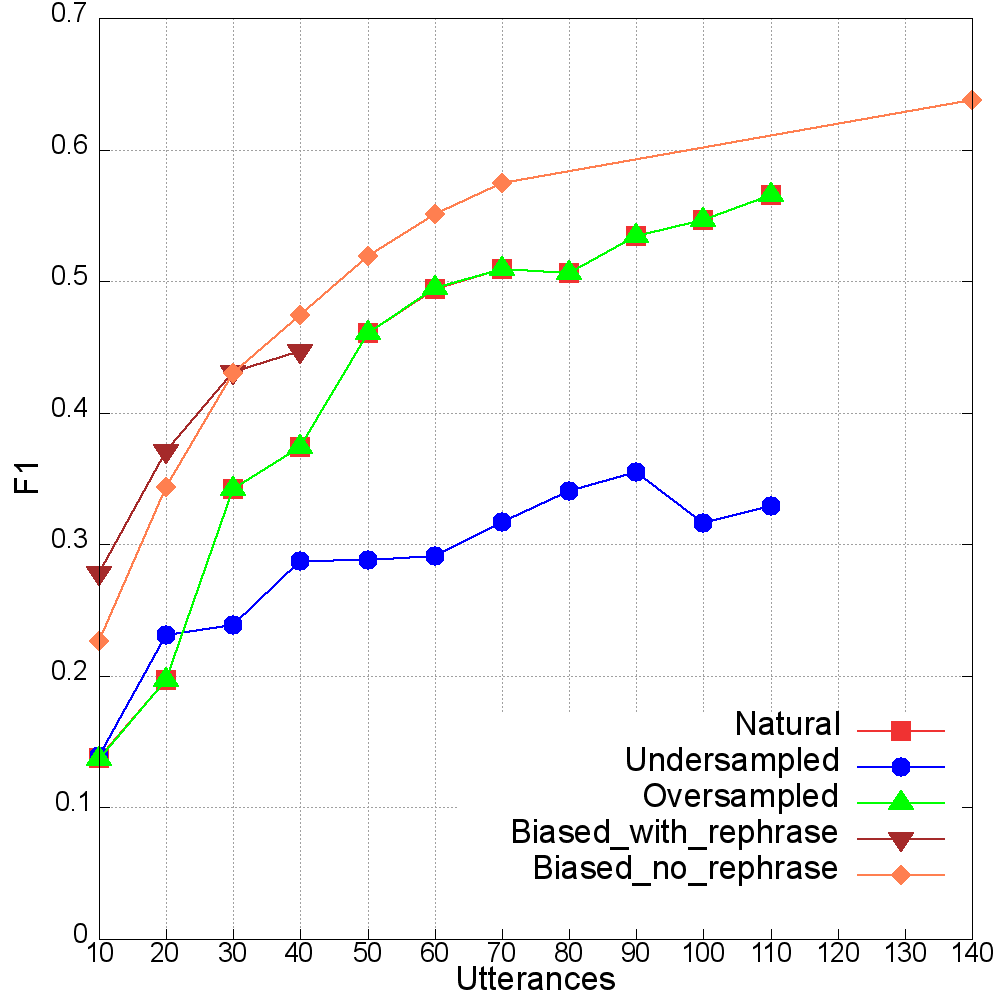 0.7
0.6
0.5
0.4
0.3
0.2
0.1
0
F1
Natural
Undersampled
Oversampled
Biased_with_rephrase
Biased_no_rephrase
10 20 30 40 50 60 70 80 90 100 110 120 130 140
Utterances